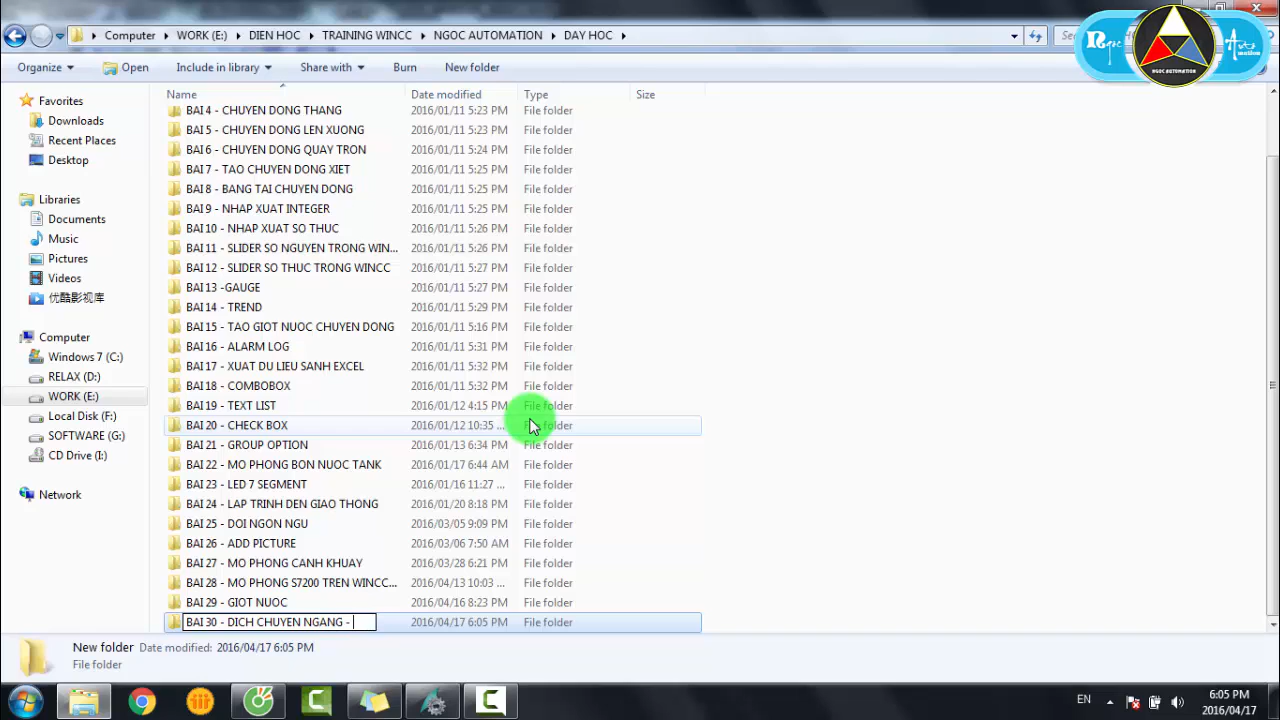 Computer ▸ WORK (E:) ▸ DIEN HOC ▸ TRAINING WINCC ▸ NGOC AUTOMATION ▸ DAY HOC ▸
Ngọc Auto mation
NGOC AUTOMATION
Organize Open Include in library Share with Burn New folder
Name Date modified Type Size
Favorites
Downloads
Recent Places
Desktop
Libraries
Documents
Music
Pictures
Videos
优酷影视库
Computer
Windows 7 (C:)
RELAX (D:)
WORK (E:)
Local Disk (F:)
SOFTWARE (G:)
CD Drive (I:)
Network
BAI 4 - CHUYEN DONG THANG 2016/01/11 5:23 PM File folder
BAI 5 - CHUYEN DONG LEN XUONG 2016/01/11 5:23 PM File folder
BAI 6 - CHUYEN DONG QUAY TRON 2016/01/11 5:24 PM File folder
BAI 7 - TAO CHUYEN DONG XIET 2016/01/11 5:25 PM File folder
BAI 8 - BANG TAI CHUYEN DONG 2016/01/11 5:25 PM File folder
BAI 9 - NHAP XUAT INTEGER 2016/01/11 5:25 PM File folder
BAI 10 - NHAP XUAT SO THUC 2016/01/11 5:26 PM File folder
BAI 11 - SLIDER SO NGUYEN TRONG WIN... 2016/01/11 5:26 PM File folder
BAI 12 - SLIDER SO THUC TRONG WINCC 2016/01/11 5:27 PM File folder
BAI 13 -GAUGE 2016/01/11 5:27 PM File folder
BAI 14 - TREND 2016/01/11 5:29 PM File folder
BAI 15 - TAO GIOT NUOC CHUYEN DONG 2016/01/11 5:16 PM File folder
BAI 16 - ALARM LOG 2016/01/11 5:31 PM File folder
BAI 17 - XUAT DU LIEU SANH EXCEL 2016/01/11 5:32 PM File folder
BAI 18 - COMBOBOX 2016/01/11 5:32 PM File folder
BAI 19 - TEXT LIST 2016/01/12 4:15 PM File folder
BAI 20 - CHECK BOX 2016/01/12 10:35 ... File folder
BAI 21 - GROUP OPTION 2016/01/13 6:34 PM File folder
BAI 22 - MO PHONG BON NUOC TANK 2016/01/17 6:44 AM File folder
BAI 23 - LED 7 SEGMENT 2016/01/16 11:27 ... File folder
BAI 24 - LAP TRINH DEN GIAO THONG 2016/01/20 8:18 PM File folder
BAI 25 - DOI NGON NGU 2016/03/05 9:09 PM File folder
BAI 26 - ADD PICTURE 2016/03/06 7:50 AM File folder
BAI 27 - MO PHONG CANH KHUAY 2016/03/28 6:21 PM File folder
BAI 28 - MO PHONG S7200 TREN WINCC... 2016/04/13 10:03 ... File folder
BAI 29 - GIOT NUOC 2016/04/16 8:23 PM File folder
BAI 30 - DICH CHUYEN NGANG - 2016/04/17 6:05 PM File folder
New folder Date modified: 2016/04/17 6:05 PM
File folder
EN
6:05 PM
2016/04/17